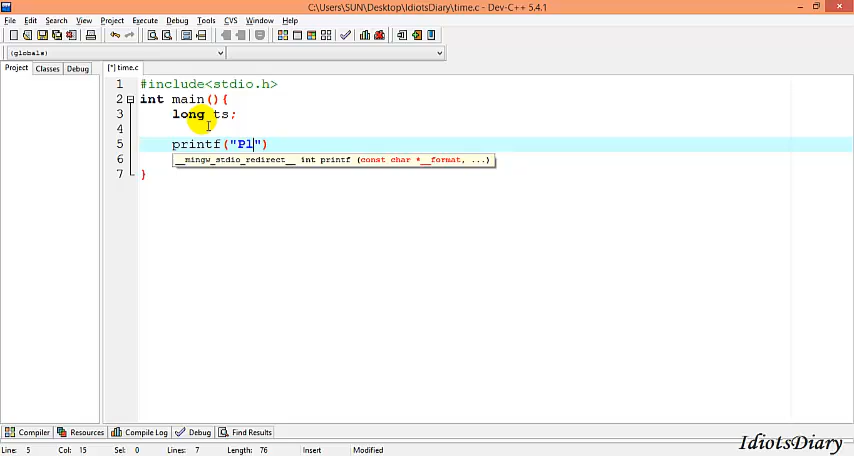 C:\Users\SUN\Desktop\IdiotsDiary\time.c - Dev-C++ 5.4.1
File Edit Search View Project Execute Debug Tools CVS Window Help
(globals)
Project Classes Debug [*] time.c
1 #include<stdio.h>
2 int main(){
3 long ts;
4
5 printf("Pl")
6 __mingw_stdio_redirect__ int printf (const char *__format, ...)
7 }
Compiler Resources Compile Log Debug Find Results
Line: 5 Col: 15 Sel: 0 Lines: 7 Length: 76 Insert Modified
IdiotsDiary